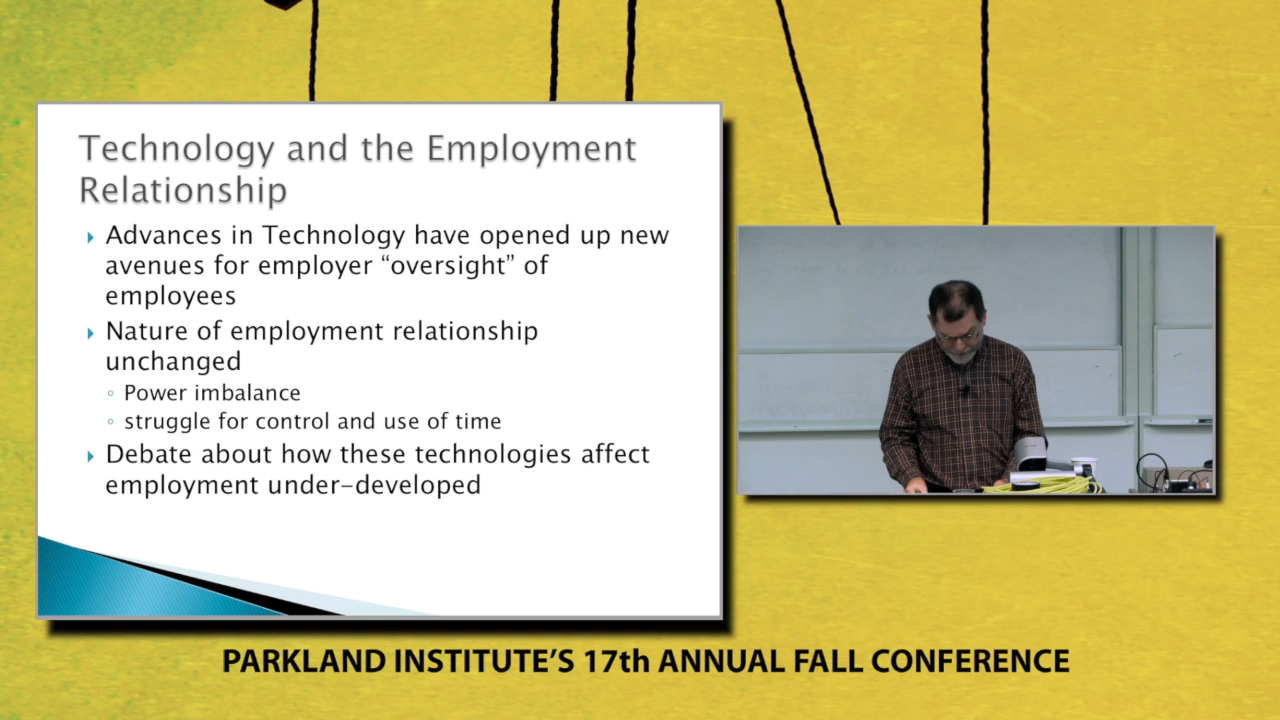 Technology and the Employment
Relationship
Advances in Technology have opened up new
avenues for employer “oversight” of
employees
Nature of employment relationship
unchanged
Power imbalance
struggle for control and use of time
Debate about how these technologies affect
employment under-developed
PARKLAND INSTITUTE’S 17th ANNUAL FALL CONFERENCE